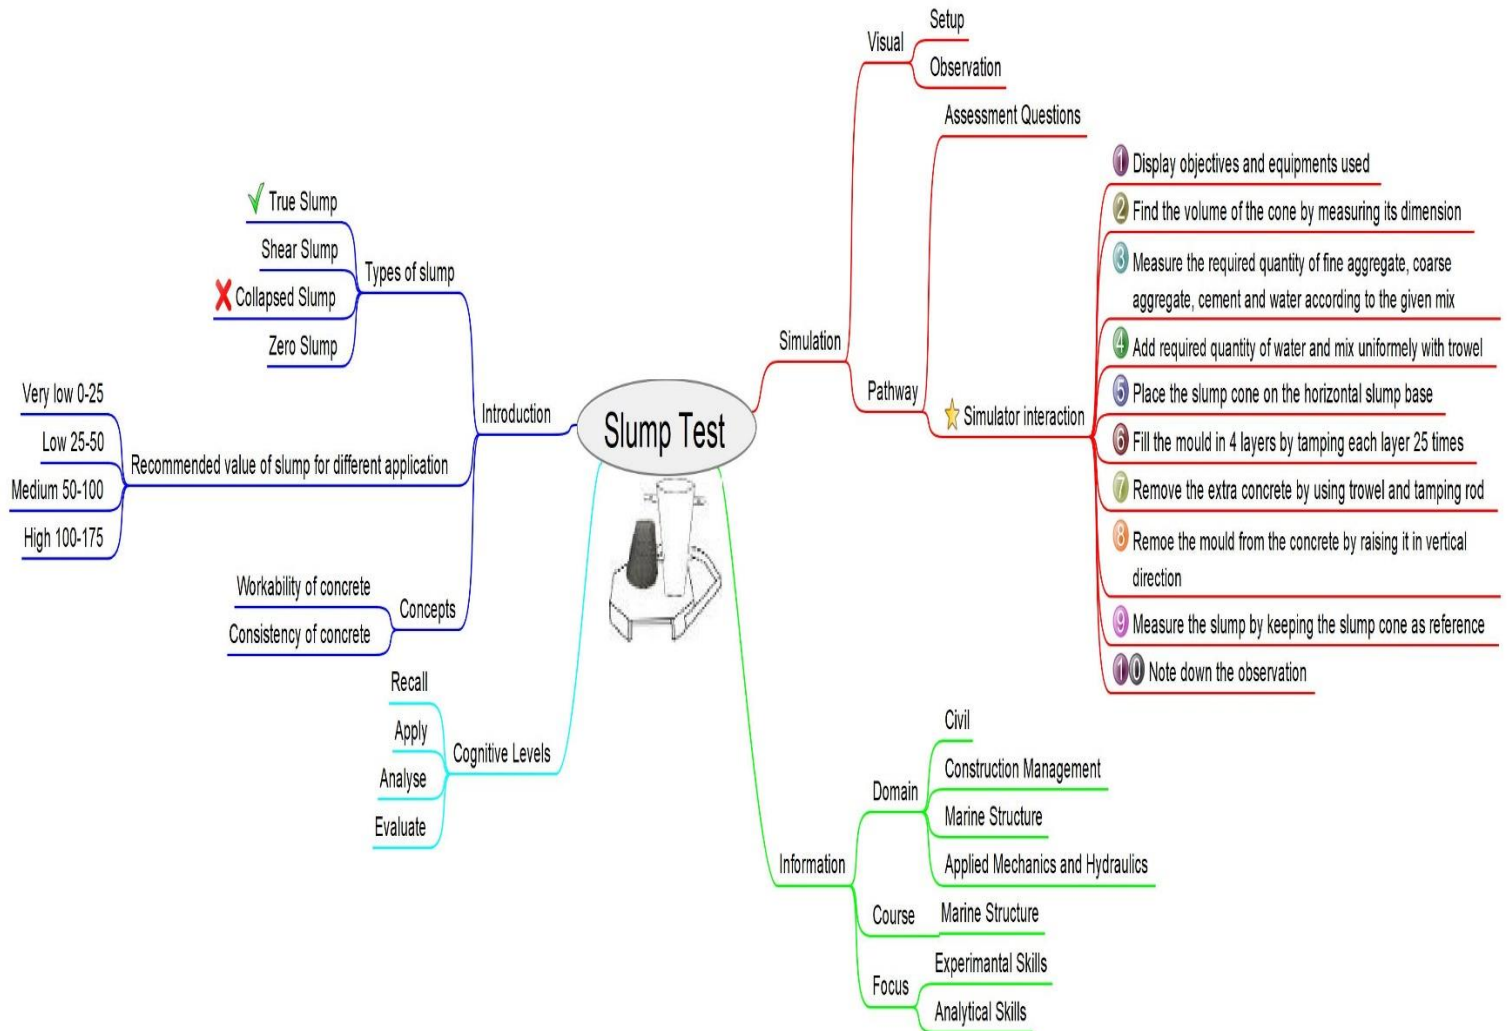 Slump Test
Simulation
Visual
Setup
Observation
Pathway
Assessment Questions
Simulator interaction
1 Display objectives and equipments used
2 Find the volume of the cone by measuring its dimension
3 Measure the required quantity of fine aggregate, coarse
aggregate, cement and water according to the given mix
4 Add required quantity of water and mix uniformely with trowel
5 Place the slump cone on the horizontal slump base
6 Fill the mould in 4 layers by tamping each layer 25 times
7 Remove the extra concrete by using trowel and tamping rod
8 Remoe the mould from the concrete by raising it in vertical
direction
9 Measure the slump by keeping the slump cone as reference
10 Note down the observation
Information
Domain
Civil
Construction Management
Marine Structure
Applied Mechanics and Hydraulics
Course
Marine Structure
Focus
Experimantal Skills
Analytical Skills
Introduction
Types of slump
True Slump
Shear Slump
Collapsed Slump
Zero Slump
Recommended value of slump for different application
Very low 0-25
Low 25-50
Medium 50-100
High 100-175
Concepts
Workability of concrete
Consistency of concrete
Cognitive Levels
Recall
Apply
Analyse
Evaluate